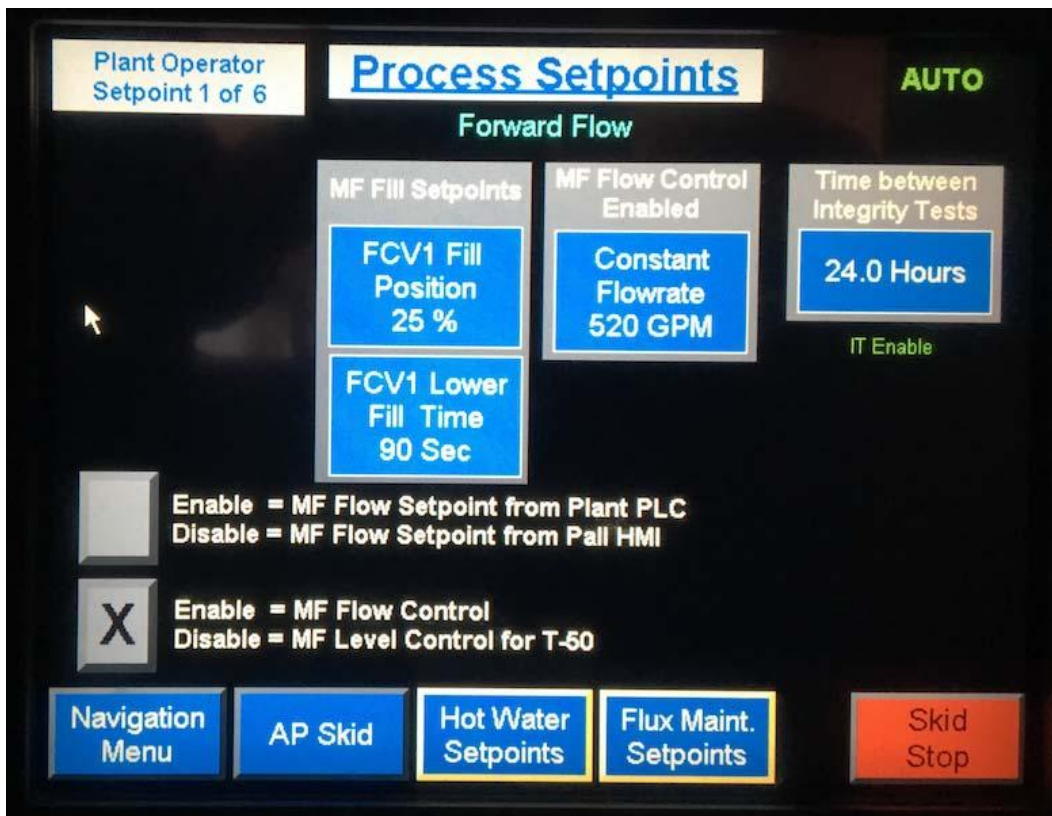 Plant Operator
Setpoint 1 of 6
Process Setpoints
AUTO
Forward Flow
MF Fill Setpoints
FCV1 Fill
Position
25 %
FCV1 Lower
Fill Time
90 Sec
MF Flow Control
Enabled
Constant
Flowrate
520 GPM
Time between
Integrity Tests
24.0 Hours
IT Enable
Enable = MF Flow Setpoint from Plant PLC
Disable = MF Flow Setpoint from Pall HMI
X
Enable = MF Flow Control
Disable = MF Level Control for T-50
Navigation
Menu
AP Skid
Hot Water
Setpoints
Flux Maint.
Setpoints
Skid
Stop